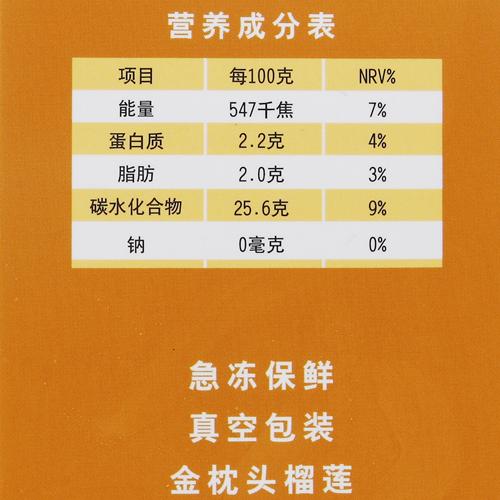 营养成分表
项目 每100克 NRV%
能量 547千焦 7%
蛋白质 2.2克 4%
脂肪 2.0克 3%
碳水化合物 25.6克 9%
钠 0毫克 0%
急冻保鲜
真空包装
金枕头榴莲